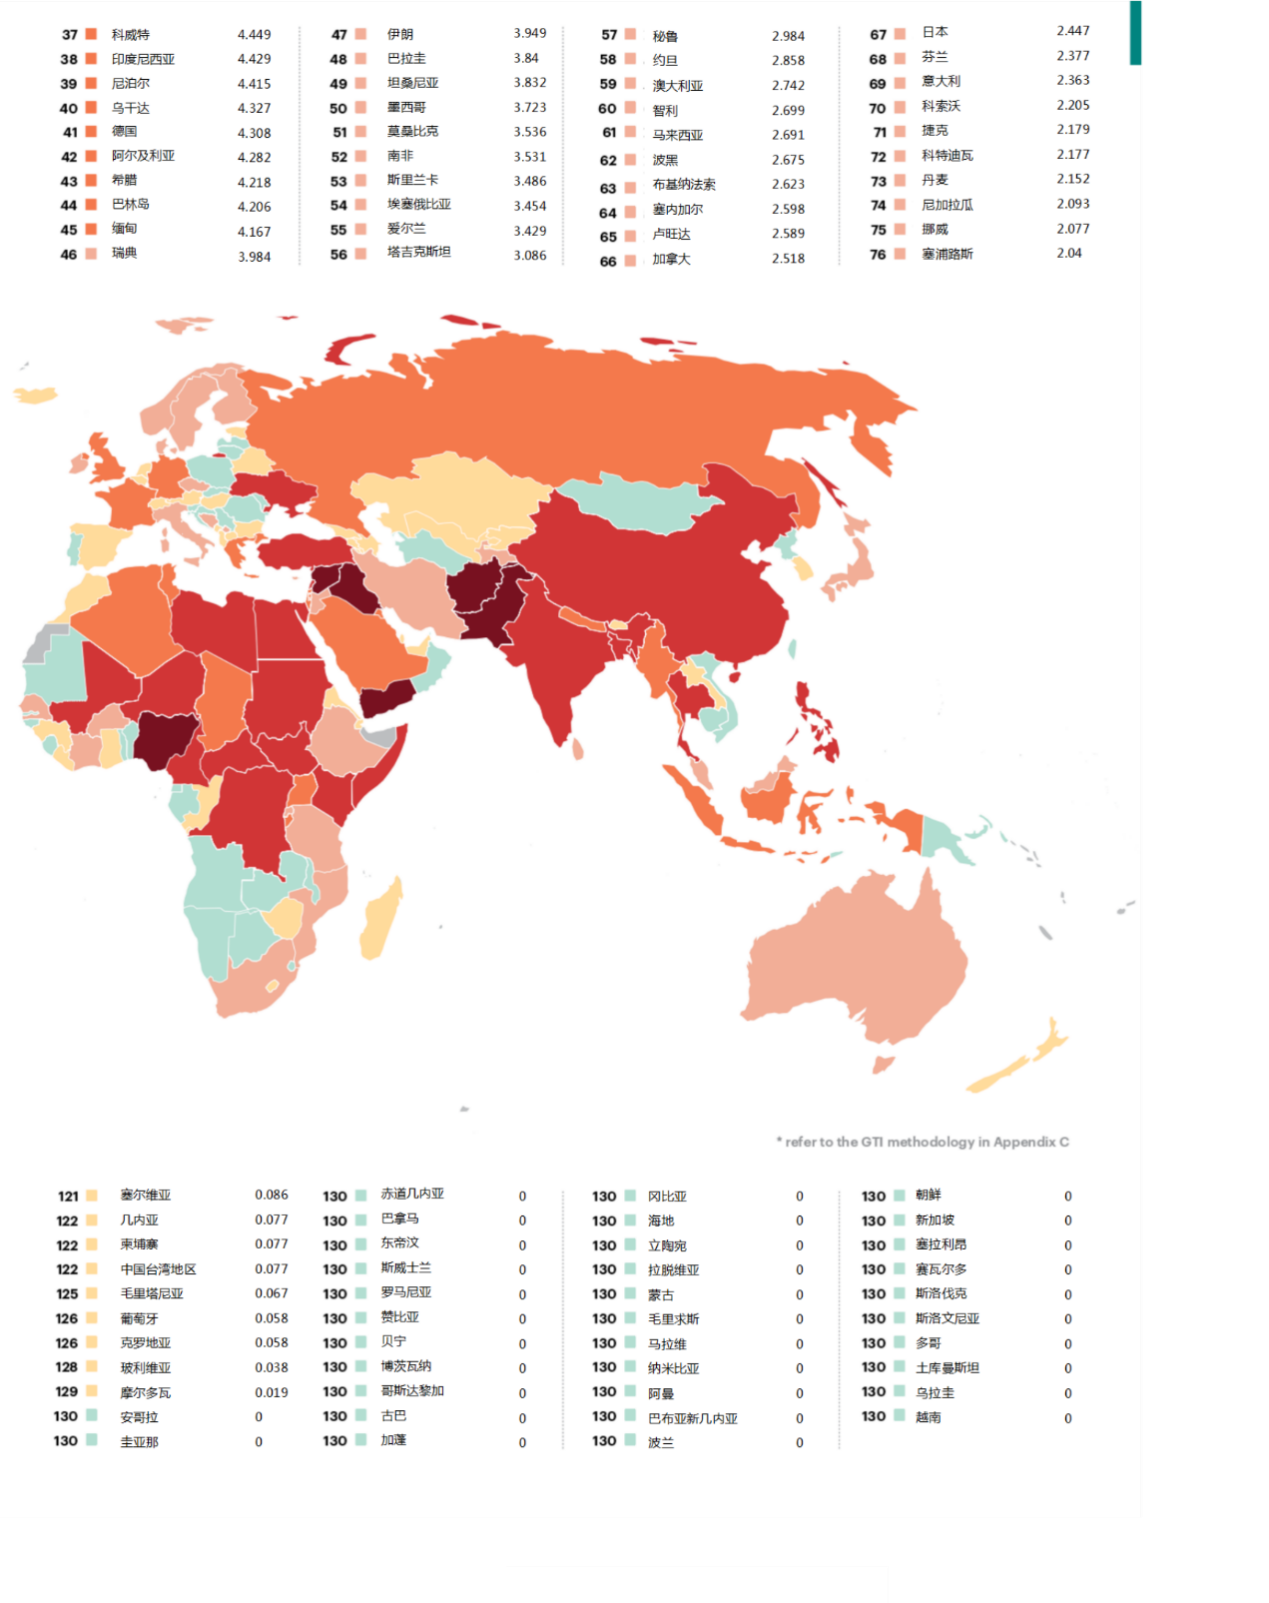 37 科威特 4.449
38 印度尼西亚 4.429
39 尼泊尔 4.415
40 乌干达 4.327
41 德国 4.308
42 阿尔及利亚 4.282
43 希腊 4.218
44 巴林岛 4.206
45 缅甸 4.167
46 瑞典 3.984
47 伊朗 3.949
48 巴拉圭 3.84
49 坦桑尼亚 3.832
50 墨西哥 3.723
51 莫桑比克 3.536
52 南非 3.531
53 斯里兰卡 3.486
54 埃塞俄比亚 3.454
55 爱尔兰 3.429
56 塔吉克斯坦 3.086
57 秘鲁 2.984
58 约旦 2.858
59 澳大利亚 2.742
60 智利 2.699
61 马来西亚 2.691
62 波黑 2.675
63 布基纳法索 2.623
64 塞内加尔 2.598
65 卢旺达 2.589
66 加拿大 2.518
67 日本 2.447
68 芬兰 2.377
69 意大利 2.363
70 科索沃 2.205
71 捷克 2.179
72 科特迪瓦 2.177
73 丹麦 2.152
74 尼加拉瓜 2.093
75 挪威 2.077
76 塞浦路斯 2.04
* refer to the GTI methodology in Appendix C
121 塞尔维亚 0.086
122 几内亚 0.077
122 柬埔寨 0.077
122 中国台湾地区 0.077
125 毛里塔尼亚 0.067
126 葡萄牙 0.058
126 克罗地亚 0.058
128 玻利维亚 0.038
129 摩尔多瓦 0.019
130 安哥拉 0
130 圭亚那 0
130 赤道几内亚 0
130 巴拿马 0
130 东帝汶 0
130 斯威士兰 0
130 罗马尼亚 0
130 赞比亚 0
130 贝宁 0
130 博茨瓦纳 0
130 哥斯达黎加 0
130 古巴 0
130 加蓬 0
130 冈比亚 0
130 海地 0
130 立陶宛 0
130 拉脱维亚 0
130 蒙古 0
130 毛里求斯 0
130 马拉维 0
130 纳米比亚 0
130 阿曼 0
130 巴布亚新几内亚 0
130 波兰 0
130 朝鲜 0
130 新加坡 0
130 塞拉利昂 0
130 赛瓦尔多 0
130 斯洛伐克 0
130 斯洛文尼亚 0
130 多哥 0
130 土库曼斯坦 0
130 乌拉圭 0
130 越南 0